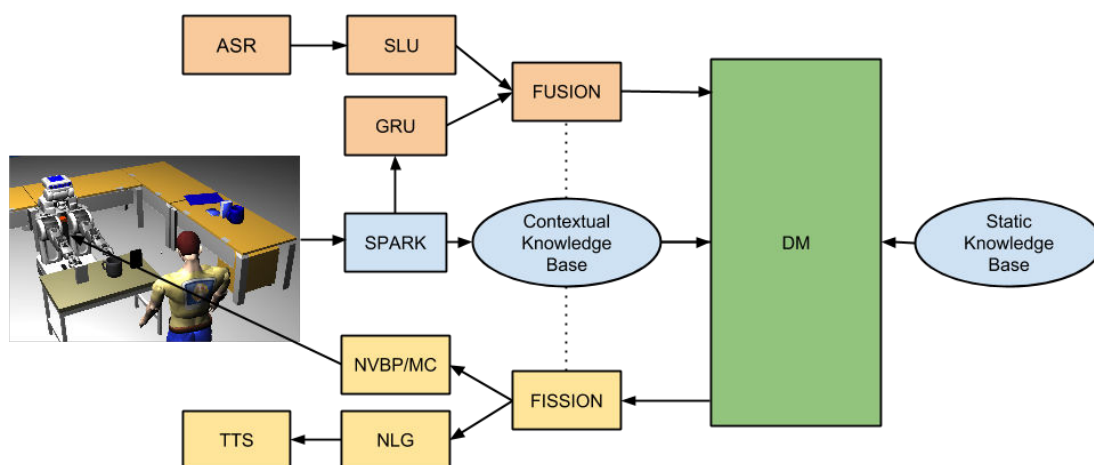 ASR
SLU
FUSION
GRU
SPARK
Contextual
Knowledge
Base
DM
Static
Knowledge
Base
NVBP/MC
FISSION
TTS
NLG